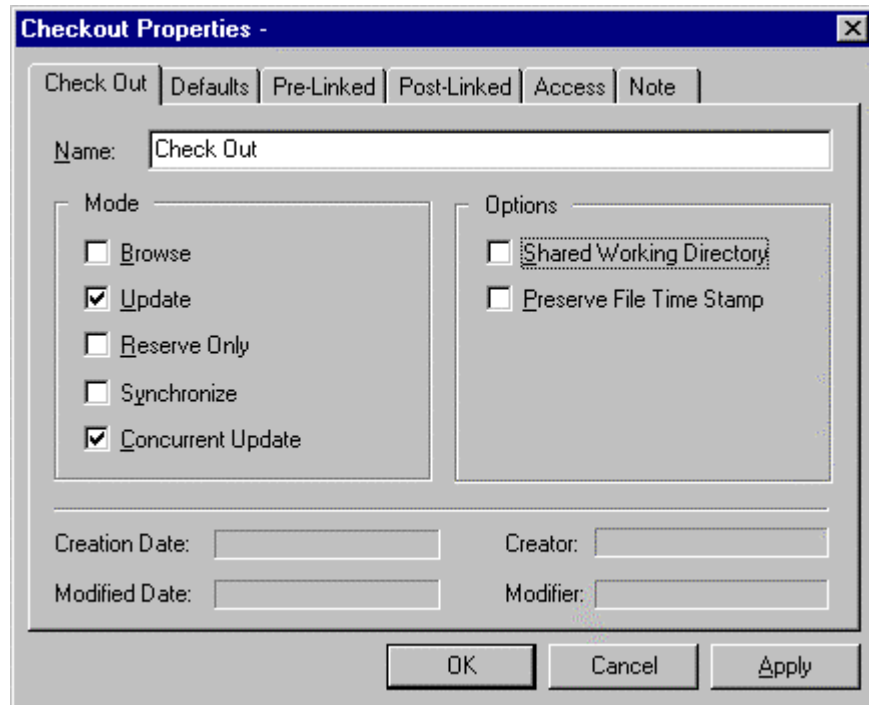 Checkout Properties -
Check Out Defaults Pre-Linked Post-Linked Access Note
Name: Check Out
Mode
Browse
Update
Reserve Only
Synchronize
Concurrent Update
Options
Shared Working Directory
Preserve File Time Stamp
Creation Date:
Creator:
Modified Date:
Modifier:
OK Cancel Apply